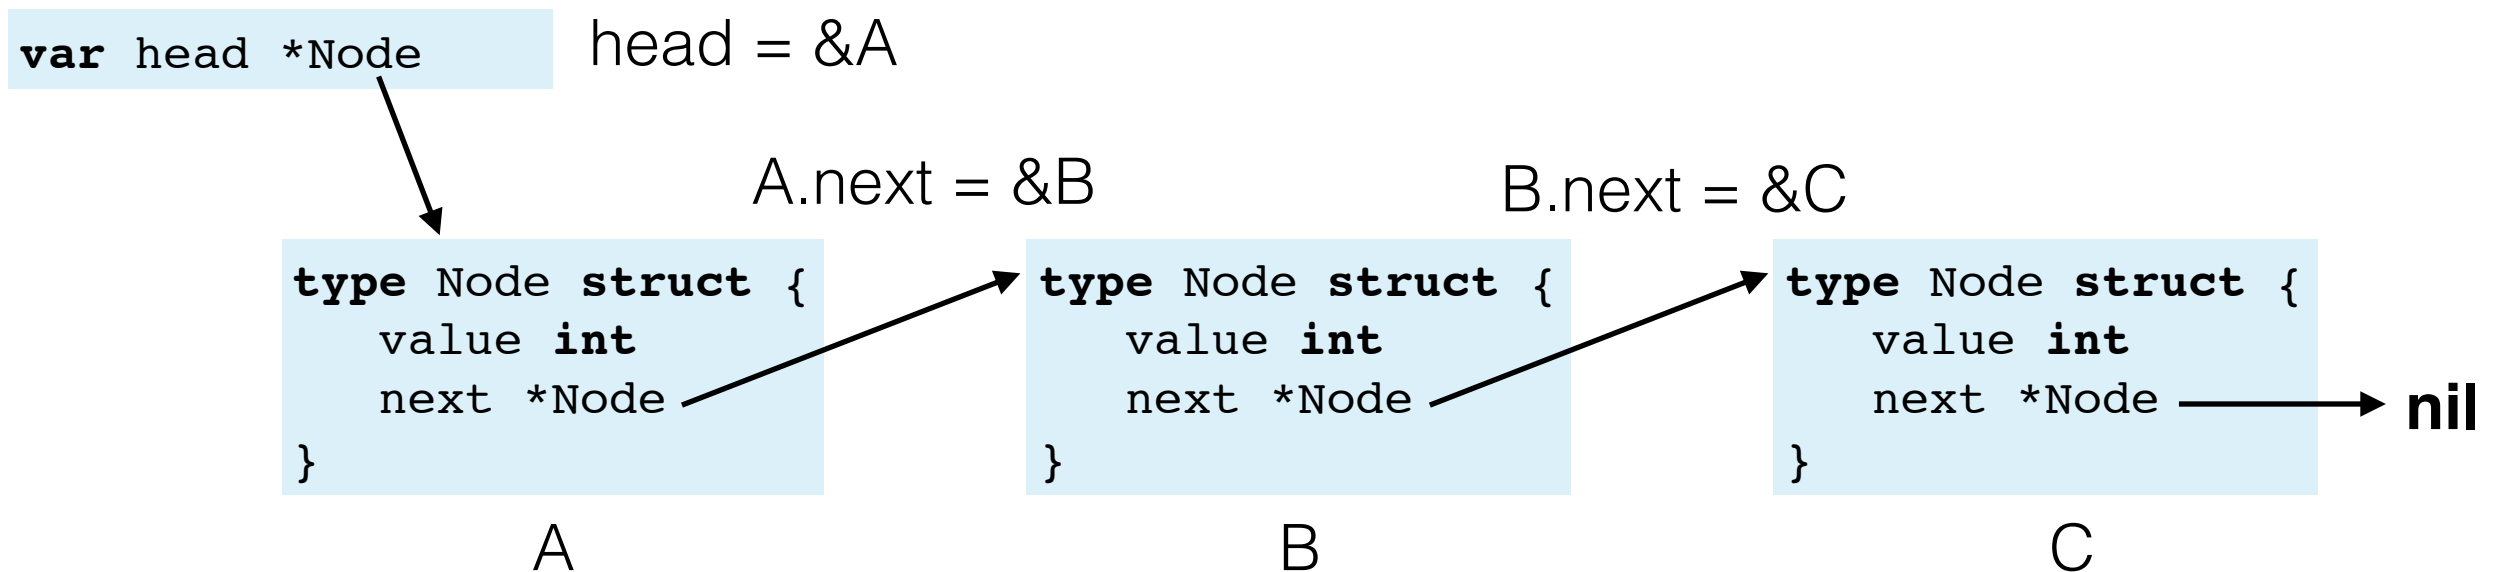 var head *Node
head = &A
A.next = &B
B.next = &C
type Node struct {
value int
next *Node
}
A
type Node struct {
value int
next *Node
}
B
type Node struct {
value int
next *Node
}
C
nil